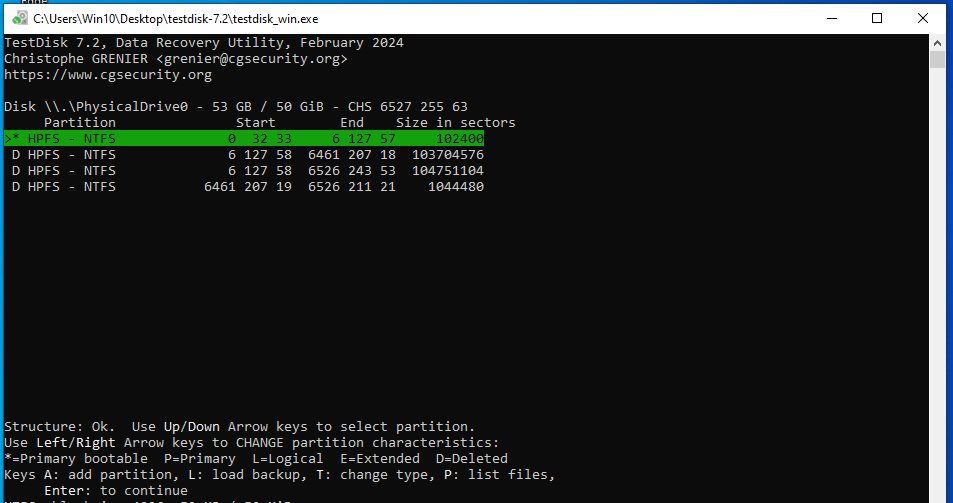 C:\Users\Win10\Desktop\testdisk-7.2\testdisk_win.exe
TestDisk 7.2, Data Recovery Utility, February 2024
Christophe GRENIER <grenier@cgsecurity.org>
https://www.cgsecurity.org
Disk \\.\PhysicalDrive0 - 53 GB / 50 GiB - CHS 6527 255 63
     Partition               Start        End    Size in sectors
>* HPFS - NTFS              0  32 33     6 127 57     102400
 D HPFS - NTFS              6 127 58  6461 207 18  103704576
 D HPFS - NTFS              6 127 58  6526 243 53  104751104
 D HPFS - NTFS           6461 207 19  6526 211 21    1044480
Structure: Ok.  Use Up/Down Arrow keys to select partition.
Use Left/Right Arrow keys to CHANGE partition characteristics:
*=Primary bootable  P=Primary  L=Logical  E=Extended  D=Deleted
Keys A: add partition, L: load backup, T: change type, P: list files,
     Enter: to continue